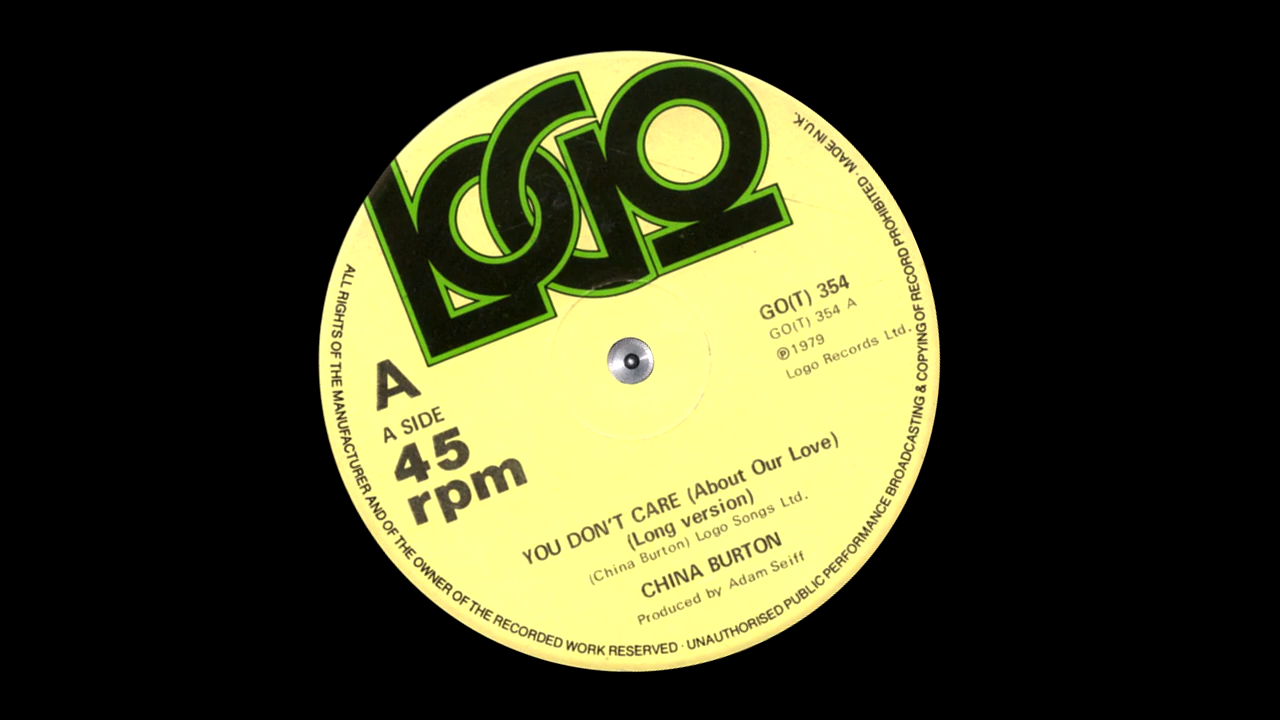 LOGO
GO(T) 354
GO(T) 354 A
℗1979
Logo Records Ltd.
A
A SIDE
45
rpm
YOU DON'T CARE (About Our Love)
(Long version)
(China Burton) Logo Songs Ltd.
CHINA BURTON
Produced by Adam Seiff
ALL RIGHTS OF THE MANUFACTURER AND OF THE OWNER OF THE RECORDED WORK RESERVED · UNAUTHORISED PUBLIC PERFORMANCE BROADCASTING & COPYING OF RECORD PROHIBITED · MADE IN U.K.